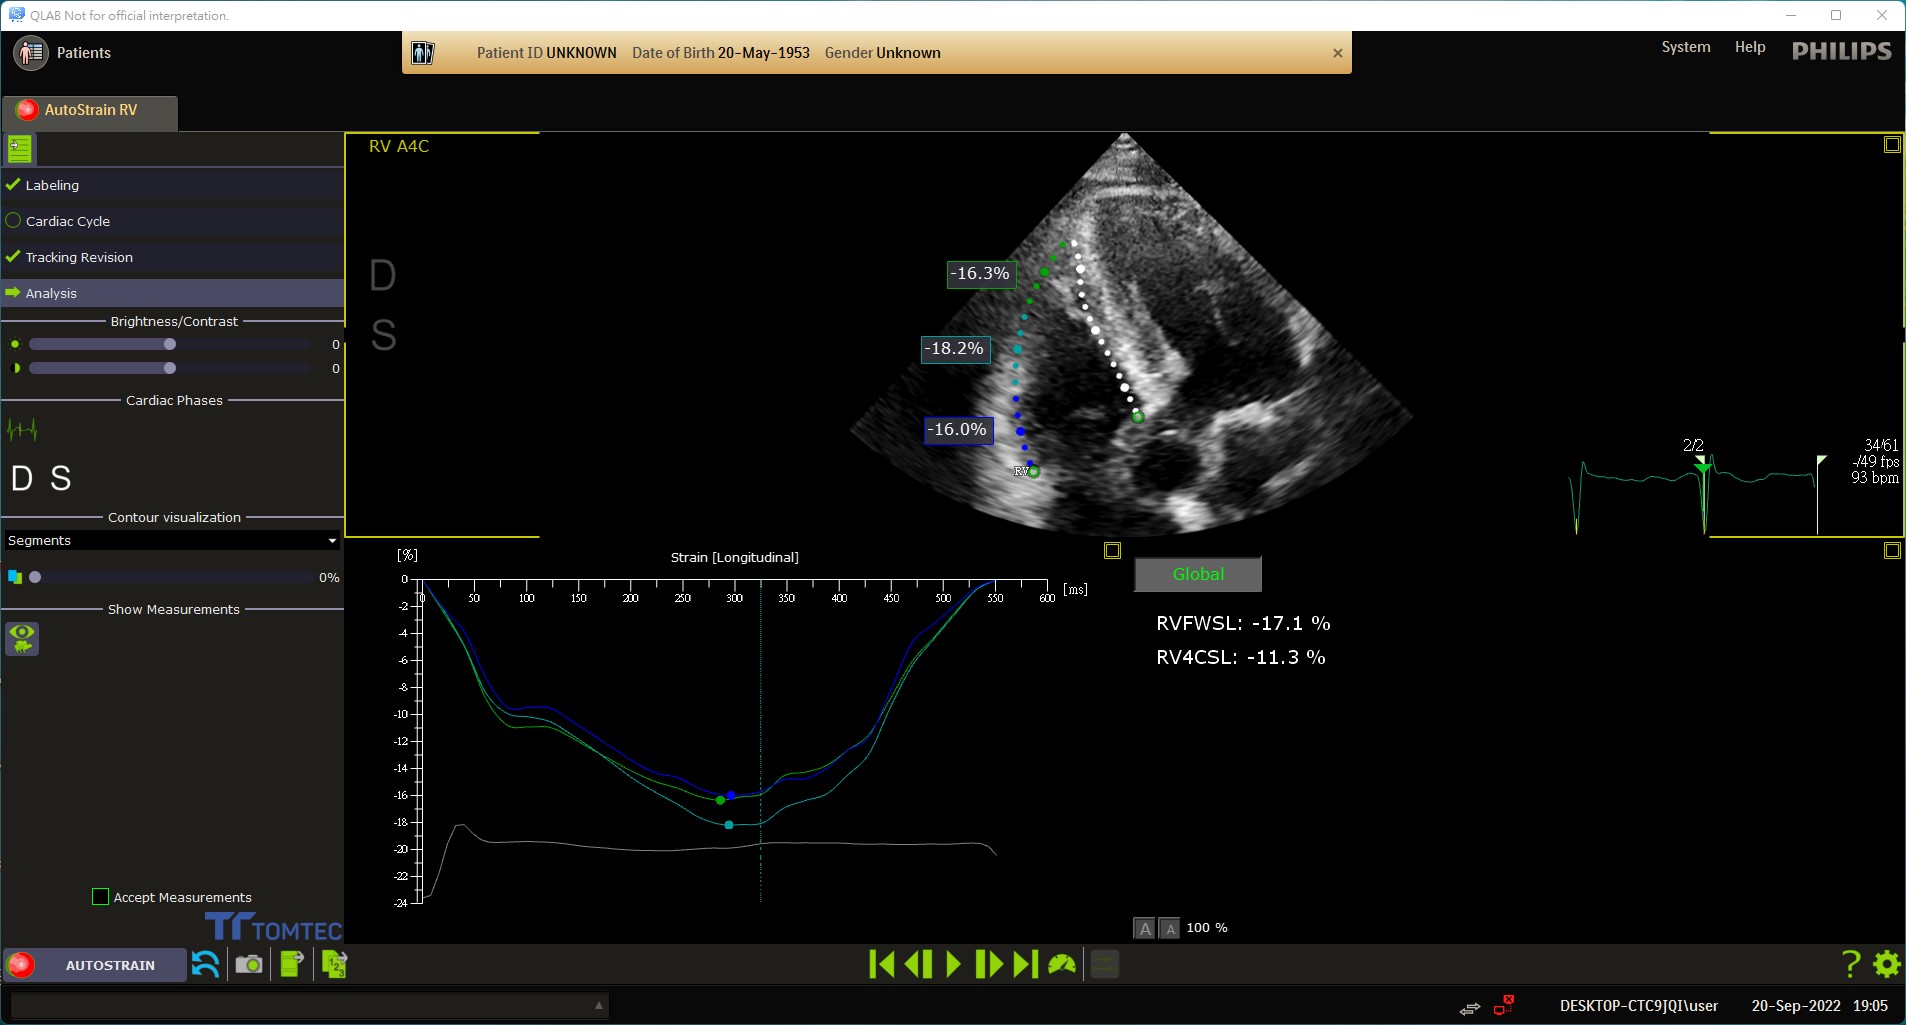 QLAB Not for official interpretation.
Patients
Patient ID UNKNOWN Date of Birth 20-May-1953 Gender Unknown
System Help PHILIPS
AutoStrain RV
Labeling
Cardiac Cycle
Tracking Revision
Analysis
Brightness/Contrast
0
0
Cardiac Phases
D S
Contour visualization
Segments
0%
Show Measurements
Accept Measurements
TOMTEC
RV A4C
D
S
-16.3%
-18.2%
-16.0%
RV
2/2
34/61
-/49 fps
93 bpm
[%]
Strain [Longitudinal]
0
-2
-4
-6
-8
-10
-12
-14
-16
-18
-20
-22
-24
0 50 100 150 200 250 300 350 400 450 500 550 600 [ms]
Global
RVFWSL: -17.1 %
RV4CSL: -11.3 %
A A 100 %
AUTOSTRAIN
123
?
DESKTOP-CTC9JQI\user 20-Sep-2022 19:05